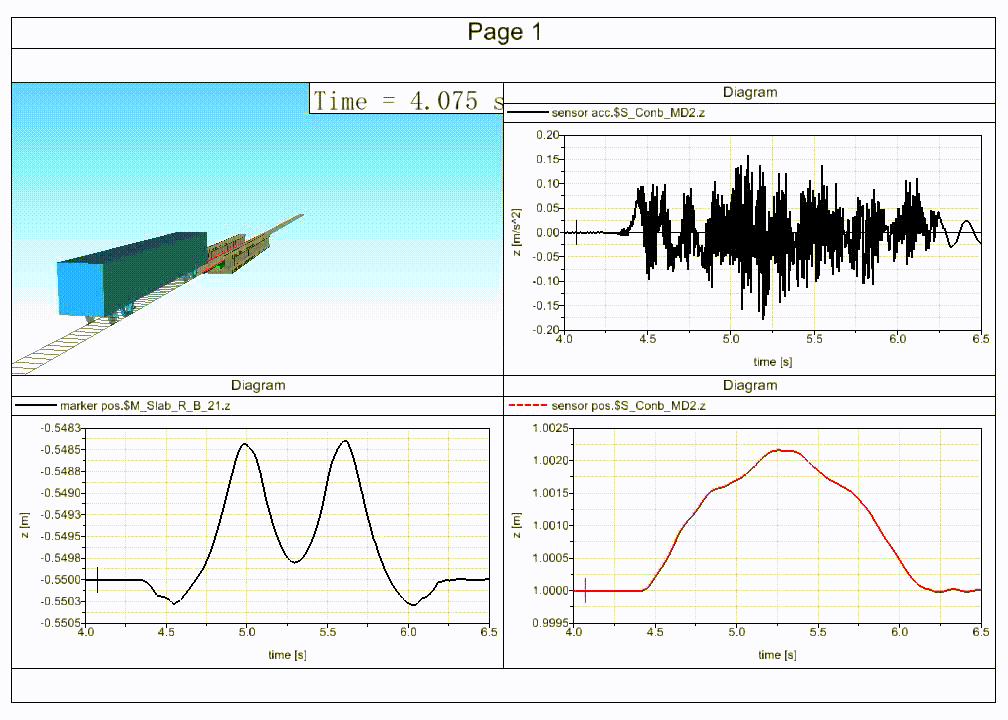 Page 1
Time = 4.075 s
Diagram
sensor acc.$S_Conb_MD2.z
0.20
0.15
0.10
0.05
0.00
-0.05
-0.10
-0.15
-0.20
z [m/s^2]
4.0 4.5 5.0 5.5 6.0 6.5
time [s]
Diagram
marker pos.$M_Slab_R_B_21.z
-0.5483
-0.5485
-0.5488
-0.5490
-0.5493
-0.5495
-0.5498
-0.5500
-0.5503
-0.5505
z [m]
4.0 4.5 5.0 5.5 6.0 6.5
time [s]
Diagram
sensor pos.$S_Conb_MD2.z
1.0025
1.0020
1.0015
1.0010
1.0005
1.0000
0.9995
z [m]
4.0 4.5 5.0 5.5 6.0 6.5
time [s]